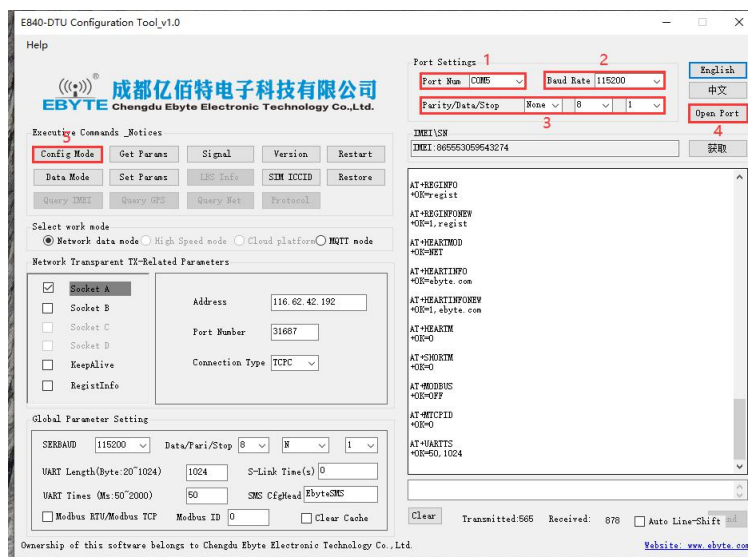 E840-DTU Configuration Tool_v1.0
Help
EBYTE
成都亿佰特电子科技有限公司
Chengdu Ebyte Electronic Technology Co.,Ltd.
Port Settings
1
2
Port Num COM5
Baud Rate 115200
Parity/Data/Stop None 8 1
3
English
中文
Open Port
4
获取
IMEI\SN
IMEI:865553059543274
Executive Commands _Notices
5
Config Mode Get Params Signal Version Restart
Data Mode Set Params LBS Info SIM ICCID Restore
Query IMEI Query GPS Query Net Protocol
Select work mode
Network data mode High Speed mode Cloud platform MQTT mode
Network Transparent TX-Related Parameters
Socket A
Socket B
Socket C
Socket D
KeepAlive
RegistInfo
Address 116.62.42.192
Port Number 31687
Connection Type TCPC
Global Parameter Setting
SERBAUD 115200 Data/Pari/Stop 8 N 1
UART Length(Byte:20~1024) 1024 S-Link Time(s) 0
UART Times (Ms:50~2000) 50 SMS CfgHead EbyteSMS
Modbus RTU/Modbus TCP Modbus ID 0 Clear Cache
AT+REGINFO
+OK=regist
AT+REGINFONEW
+OK=1,regist
AT+HEARTMOD
+OK=NET
AT+HEARTINFO
+OK=ebyte.com
AT+HEARTINFONEW
+OK=1,ebyte.com
AT+HEARTM
+OK=0
AT+SHORTM
+OK=0
AT+MODBUS
+OK=OFF
AT+MTCPID
+OK=0
AT+UARTTS
+OK=50,1024
Clear Transmitted:565 Received: 878 Auto Line-Shift
Ownership of this software belongs to Chengdu Ebyte Electronic Technology Co., Ltd.
Website: www.ebyte.com